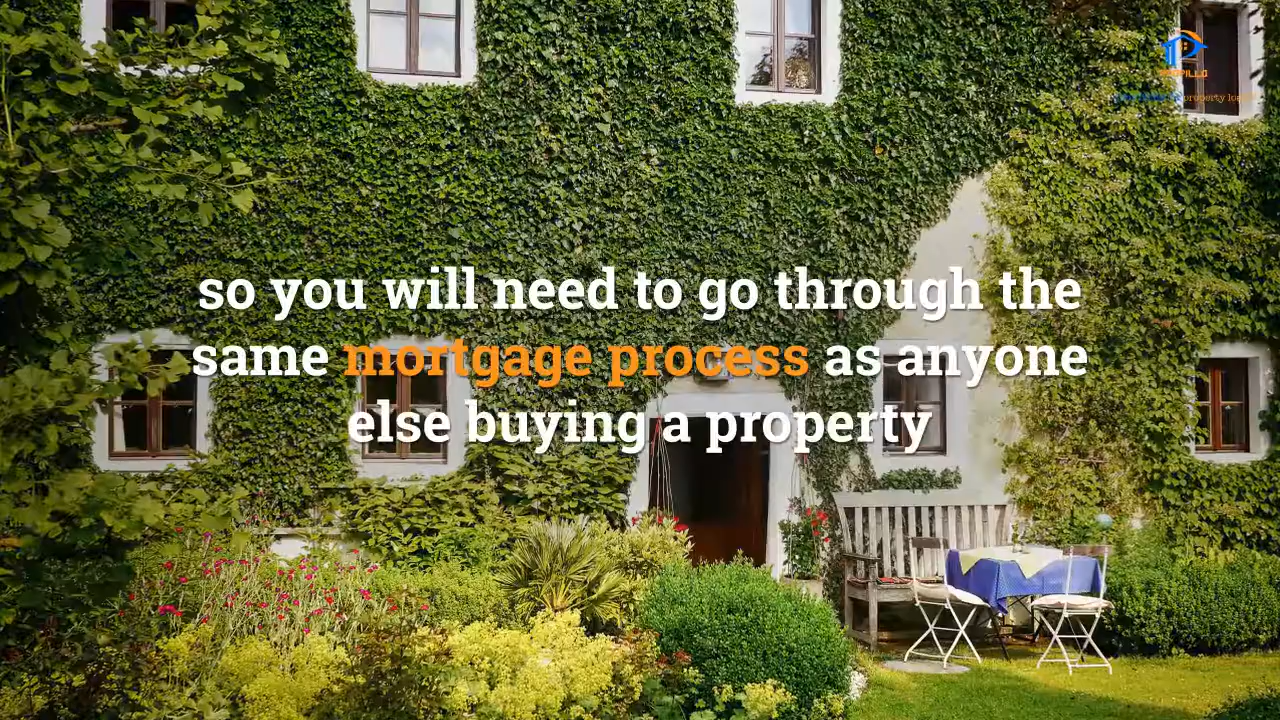 so you will need to go through the
same mortgage process as anyone
else buying a property